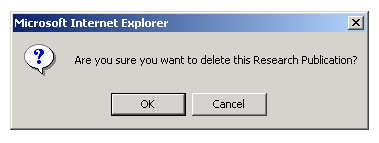 Microsoft Internet Explorer
Are you sure you want to delete this Research Publication?
OK Cancel